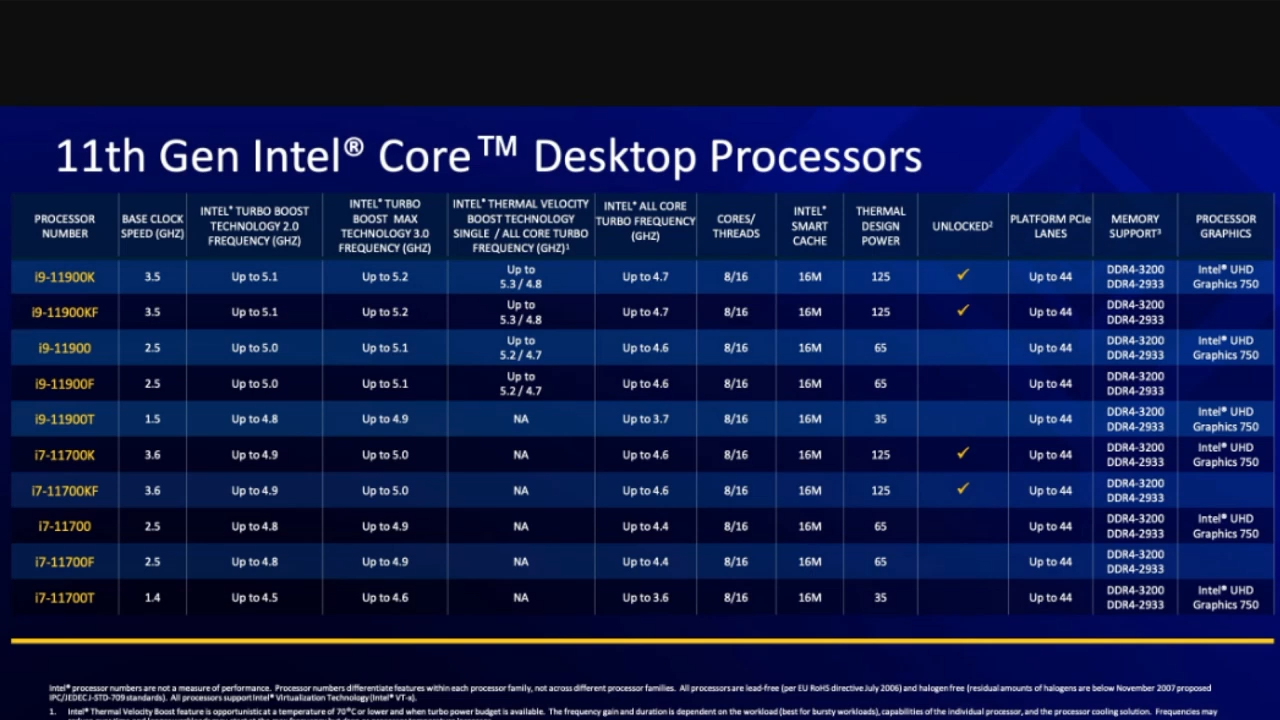 11th Gen Intel® Core™ Desktop Processors
PROCESSOR NUMBER BASE CLOCK SPEED (GHZ) INTEL® TURBO BOOST TECHNOLOGY 2.0 FREQUENCY (GHZ) INTEL® TURBO BOOST MAX TECHNOLOGY 3.0 FREQUENCY (GHZ) INTEL® THERMAL VELOCITY BOOST TECHNOLOGY SINGLE / ALL CORE TURBO FREQUENCY (GHZ)¹ INTEL® ALL CORE TURBO FREQUENCY (GHZ) CORES/ THREADS INTEL® SMART CACHE THERMAL DESIGN POWER UNLOCKED² PLATFORM PCIe LANES MEMORY SUPPORT³ PROCESSOR GRAPHICS
i9-11900K 3.5 Up to 5.1 Up to 5.2 Up to 5.3 / 4.8 Up to 4.7 8/16 16M 125 ✓ Up to 44 DDR4-3200 DDR4-2933 Intel® UHD Graphics 750
i9-11900KF 3.5 Up to 5.1 Up to 5.2 Up to 5.3 / 4.8 Up to 4.7 8/16 16M 125 ✓ Up to 44 DDR4-3200 DDR4-2933
i9-11900 2.5 Up to 5.0 Up to 5.1 Up to 5.2 / 4.7 Up to 4.6 8/16 16M 65 Up to 44 DDR4-3200 DDR4-2933 Intel® UHD Graphics 750
i9-11900F 2.5 Up to 5.0 Up to 5.1 Up to 5.2 / 4.7 Up to 4.6 8/16 16M 65 Up to 44 DDR4-3200 DDR4-2933
i9-11900T 1.5 Up to 4.8 Up to 4.9 NA Up to 3.7 8/16 16M 35 Up to 44 DDR4-3200 DDR4-2933 Intel® UHD Graphics 750
i7-11700K 3.6 Up to 4.9 Up to 5.0 NA Up to 4.6 8/16 16M 125 ✓ Up to 44 DDR4-3200 DDR4-2933 Intel® UHD Graphics 750
i7-11700KF 3.6 Up to 4.9 Up to 5.0 NA Up to 4.6 8/16 16M 125 ✓ Up to 44 DDR4-3200 DDR4-2933
i7-11700 2.5 Up to 4.8 Up to 4.9 NA Up to 4.4 8/16 16M 65 Up to 44 DDR4-3200 DDR4-2933 Intel® UHD Graphics 750
i7-11700F 2.5 Up to 4.8 Up to 4.9 NA Up to 4.4 8/16 16M 65 Up to 44 DDR4-3200 DDR4-2933
i7-11700T 1.4 Up to 4.5 Up to 4.6 NA Up to 3.6 8/16 16M 35 Up to 44 DDR4-3200 DDR4-2933 Intel® UHD Graphics 750
Intel® processor numbers are not a measure of performance. Processor numbers differentiate features within each processor family, not across different processor families. All processors are lead-free (per EU RoHS directive July 2006) and halogen free (residual amounts of halogens are below November 2007 proposed
IPC/JEDEC J-STD-709 standards). All processors support Intel® Virtualization Technology (Intel® VT-x).
1. Intel® Thermal Velocity Boost feature is opportunistic at a temperature of 70°C or lower and when turbo power budget is available. The frequency gain and duration is dependent on the workload (best for bursty workloads), capabilities of the individual processor, and the processor cooling solution. Frequencies may